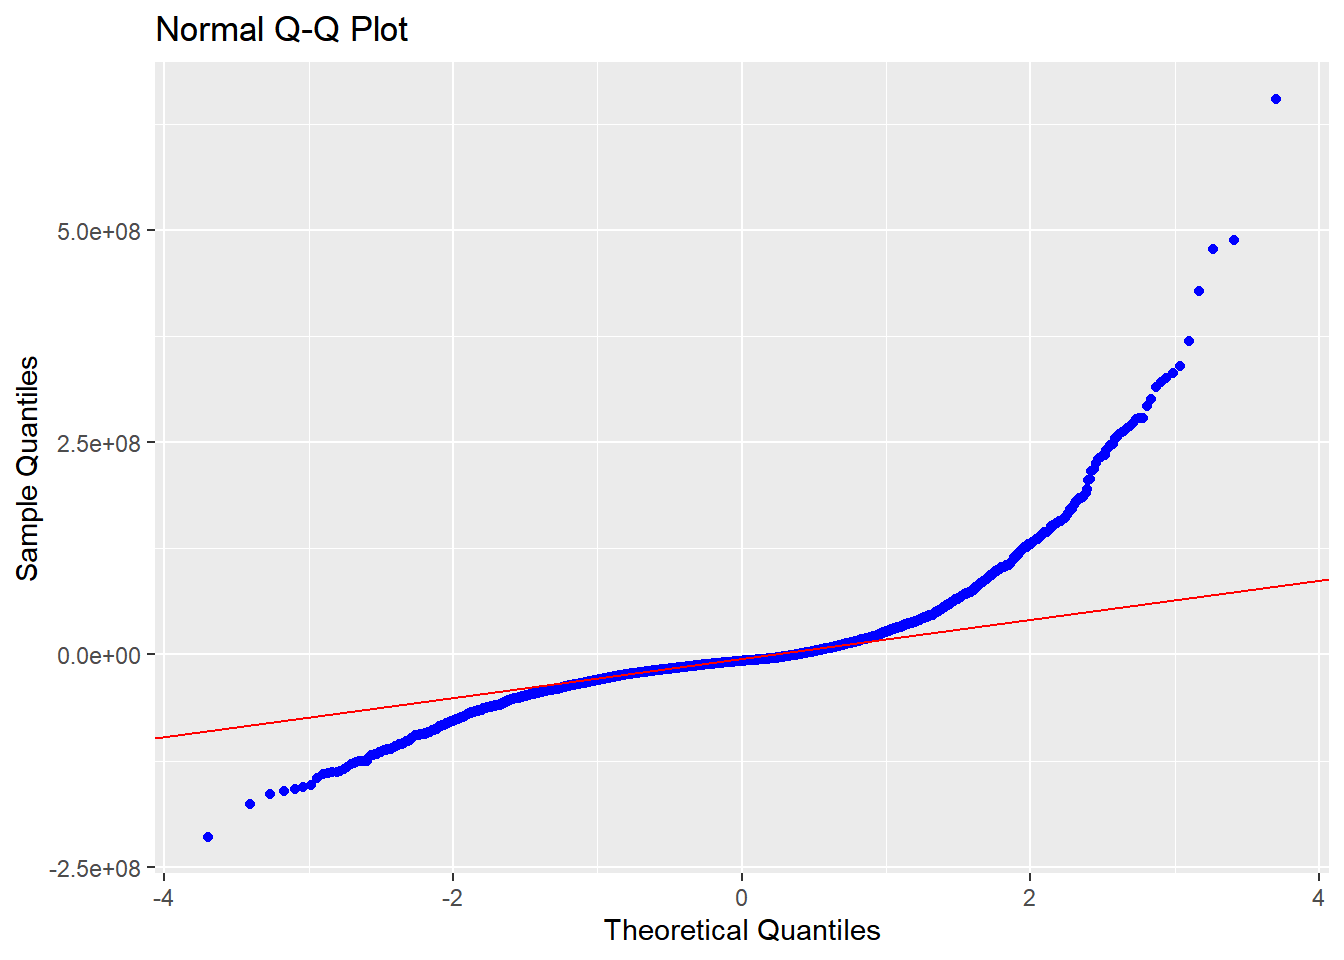 Normal Q-Q Plot
5.0e+08
2.5e+08
0.0e+00
-2.5e+08
Sample Quantiles
-4 -2 0 2 4
Theoretical Quantiles